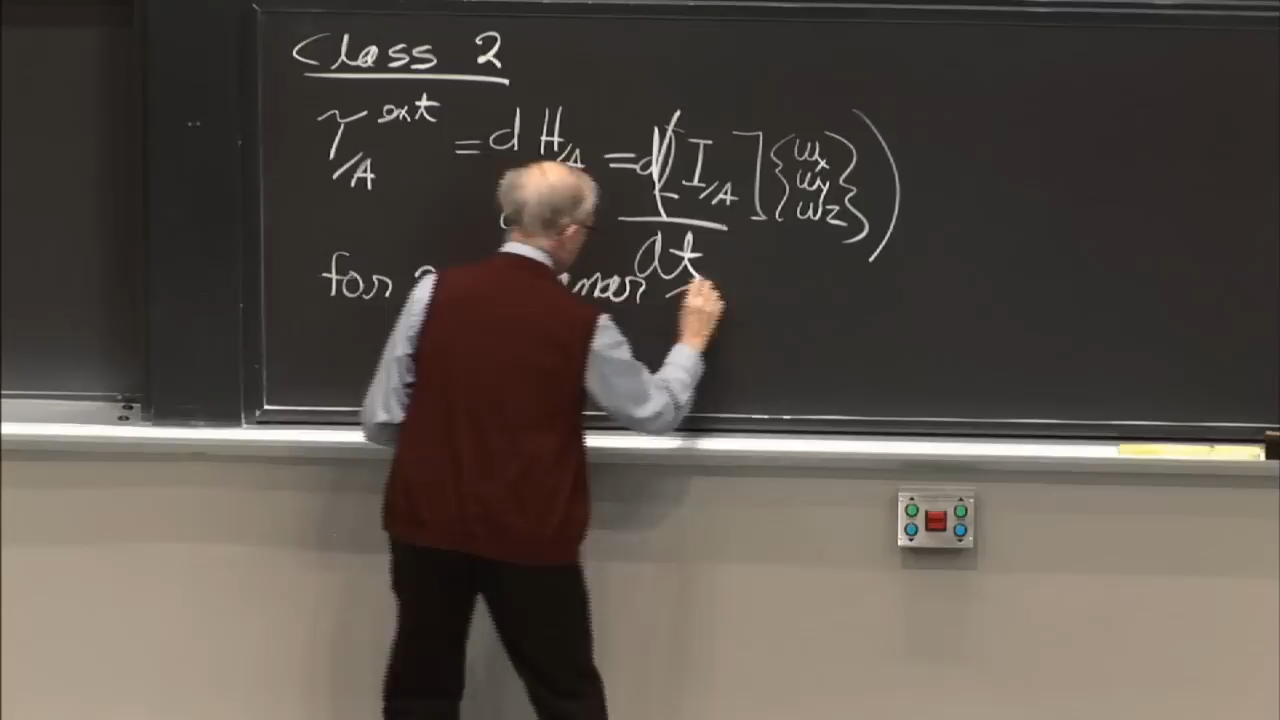 Class 2
τ/A ext = d H/A = d([I/A]{ωx ωy ωz})
dt
for